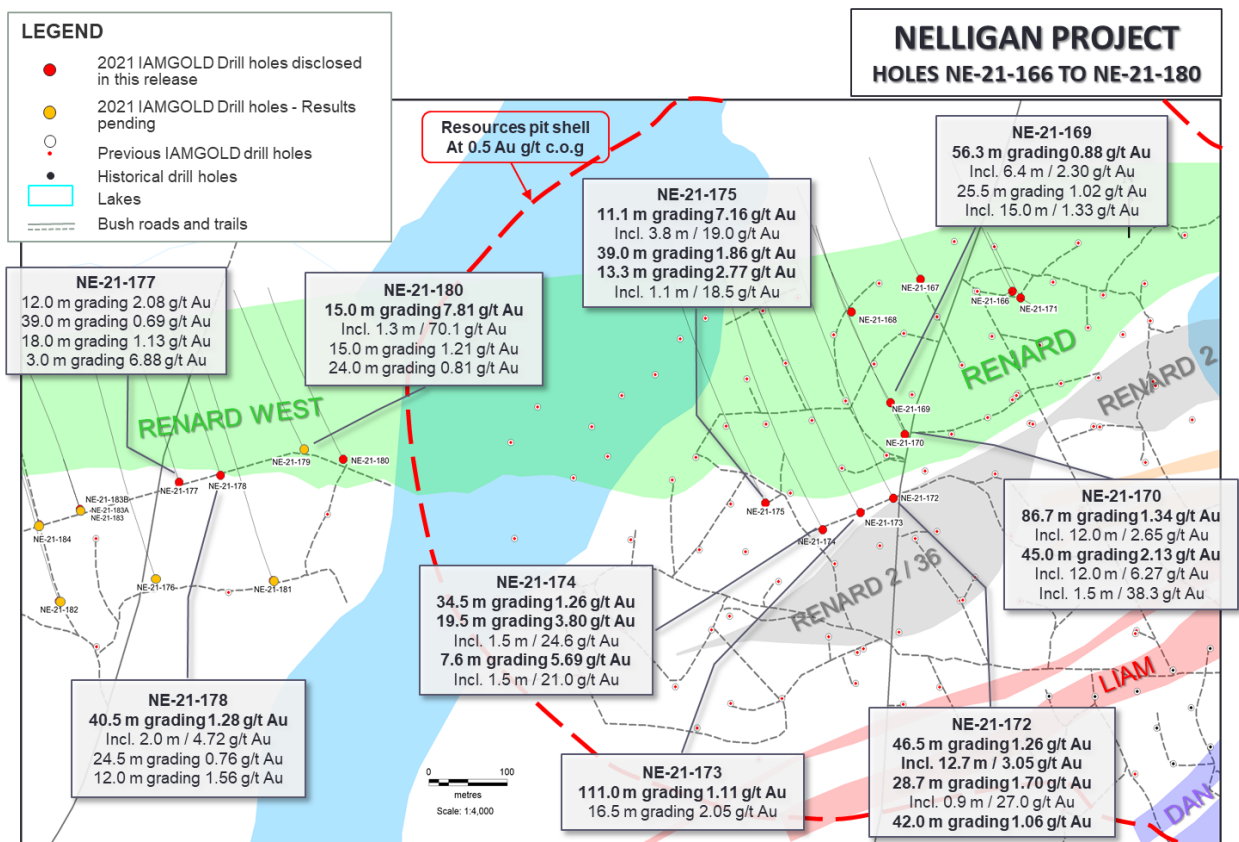 LEGEND
2021 IAMGOLD Drill holes disclosed
in this release
2021 IAMGOLD Drill holes - Results
pending
Previous IAMGOLD drill holes
Historical drill holes
Lakes
Bush roads and trails
NELLIGAN PROJECT
HOLES NE-21-166 TO NE-21-180
Resources pit shell
At 0.5 Au g/t c.o.g
NE-21-169
56.3 m grading 0.88 g/t Au
Incl. 6.4 m / 2.30 g/t Au
25.5 m grading 1.02 g/t Au
Incl. 15.0 m / 1.33 g/t Au
NE-21-175
11.1 m grading 7.16 g/t Au
Incl. 3.8 m / 19.0 g/t Au
39.0 m grading 1.86 g/t Au
13.3 m grading 2.77 g/t Au
Incl. 1.1 m / 18.5 g/t Au
NE-21-177
12.0 m grading 2.08 g/t Au
39.0 m grading 0.69 g/t Au
18.0 m grading 1.13 g/t Au
3.0 m grading 6.88 g/t Au
NE-21-180
15.0 m grading 7.81 g/t Au
Incl. 1.3 m / 70.1 g/t Au
15.0 m grading 1.21 g/t Au
24.0 m grading 0.81 g/t Au
NE-21-167
NE-21-166
NE-21-171
NE-21-168
RENARD
RENARD 2
RENARD WEST
NE-21-169
NE-21-170
NE-21-179
NE-21-180
NE-21-177
NE-21-178
NE-21-183B
NE-21-183A
NE-21-183
NE-21-184
NE-21-175
NE-21-172
NE-21-173
NE-21-174
NE-21-176
NE-21-181
NE-21-182
RENARD 2 / 36
NE-21-170
86.7 m grading 1.34 g/t Au
Incl. 12.0 m / 2.65 g/t Au
45.0 m grading 2.13 g/t Au
Incl. 12.0 m / 6.27 g/t Au
Incl. 1.5 m / 38.3 g/t Au
NE-21-174
34.5 m grading 1.26 g/t Au
19.5 m grading 3.80 g/t Au
Incl. 1.5 m / 24.6 g/t Au
7.6 m grading 5.69 g/t Au
Incl. 1.5 m / 21.0 g/t Au
LIAM
NE-21-178
40.5 m grading 1.28 g/t Au
Incl. 2.0 m / 4.72 g/t Au
24.5 m grading 0.76 g/t Au
12.0 m grading 1.56 g/t Au
0 100
metres
Scale: 1:4,000
NE-21-173
111.0 m grading 1.11 g/t Au
16.5 m grading 2.05 g/t Au
NE-21-172
46.5 m grading 1.26 g/t Au
Incl. 12.7 m / 3.05 g/t Au
28.7 m grading 1.70 g/t Au
Incl. 0.9 m / 27.0 g/t Au
42.0 m grading 1.06 g/t Au
DAN